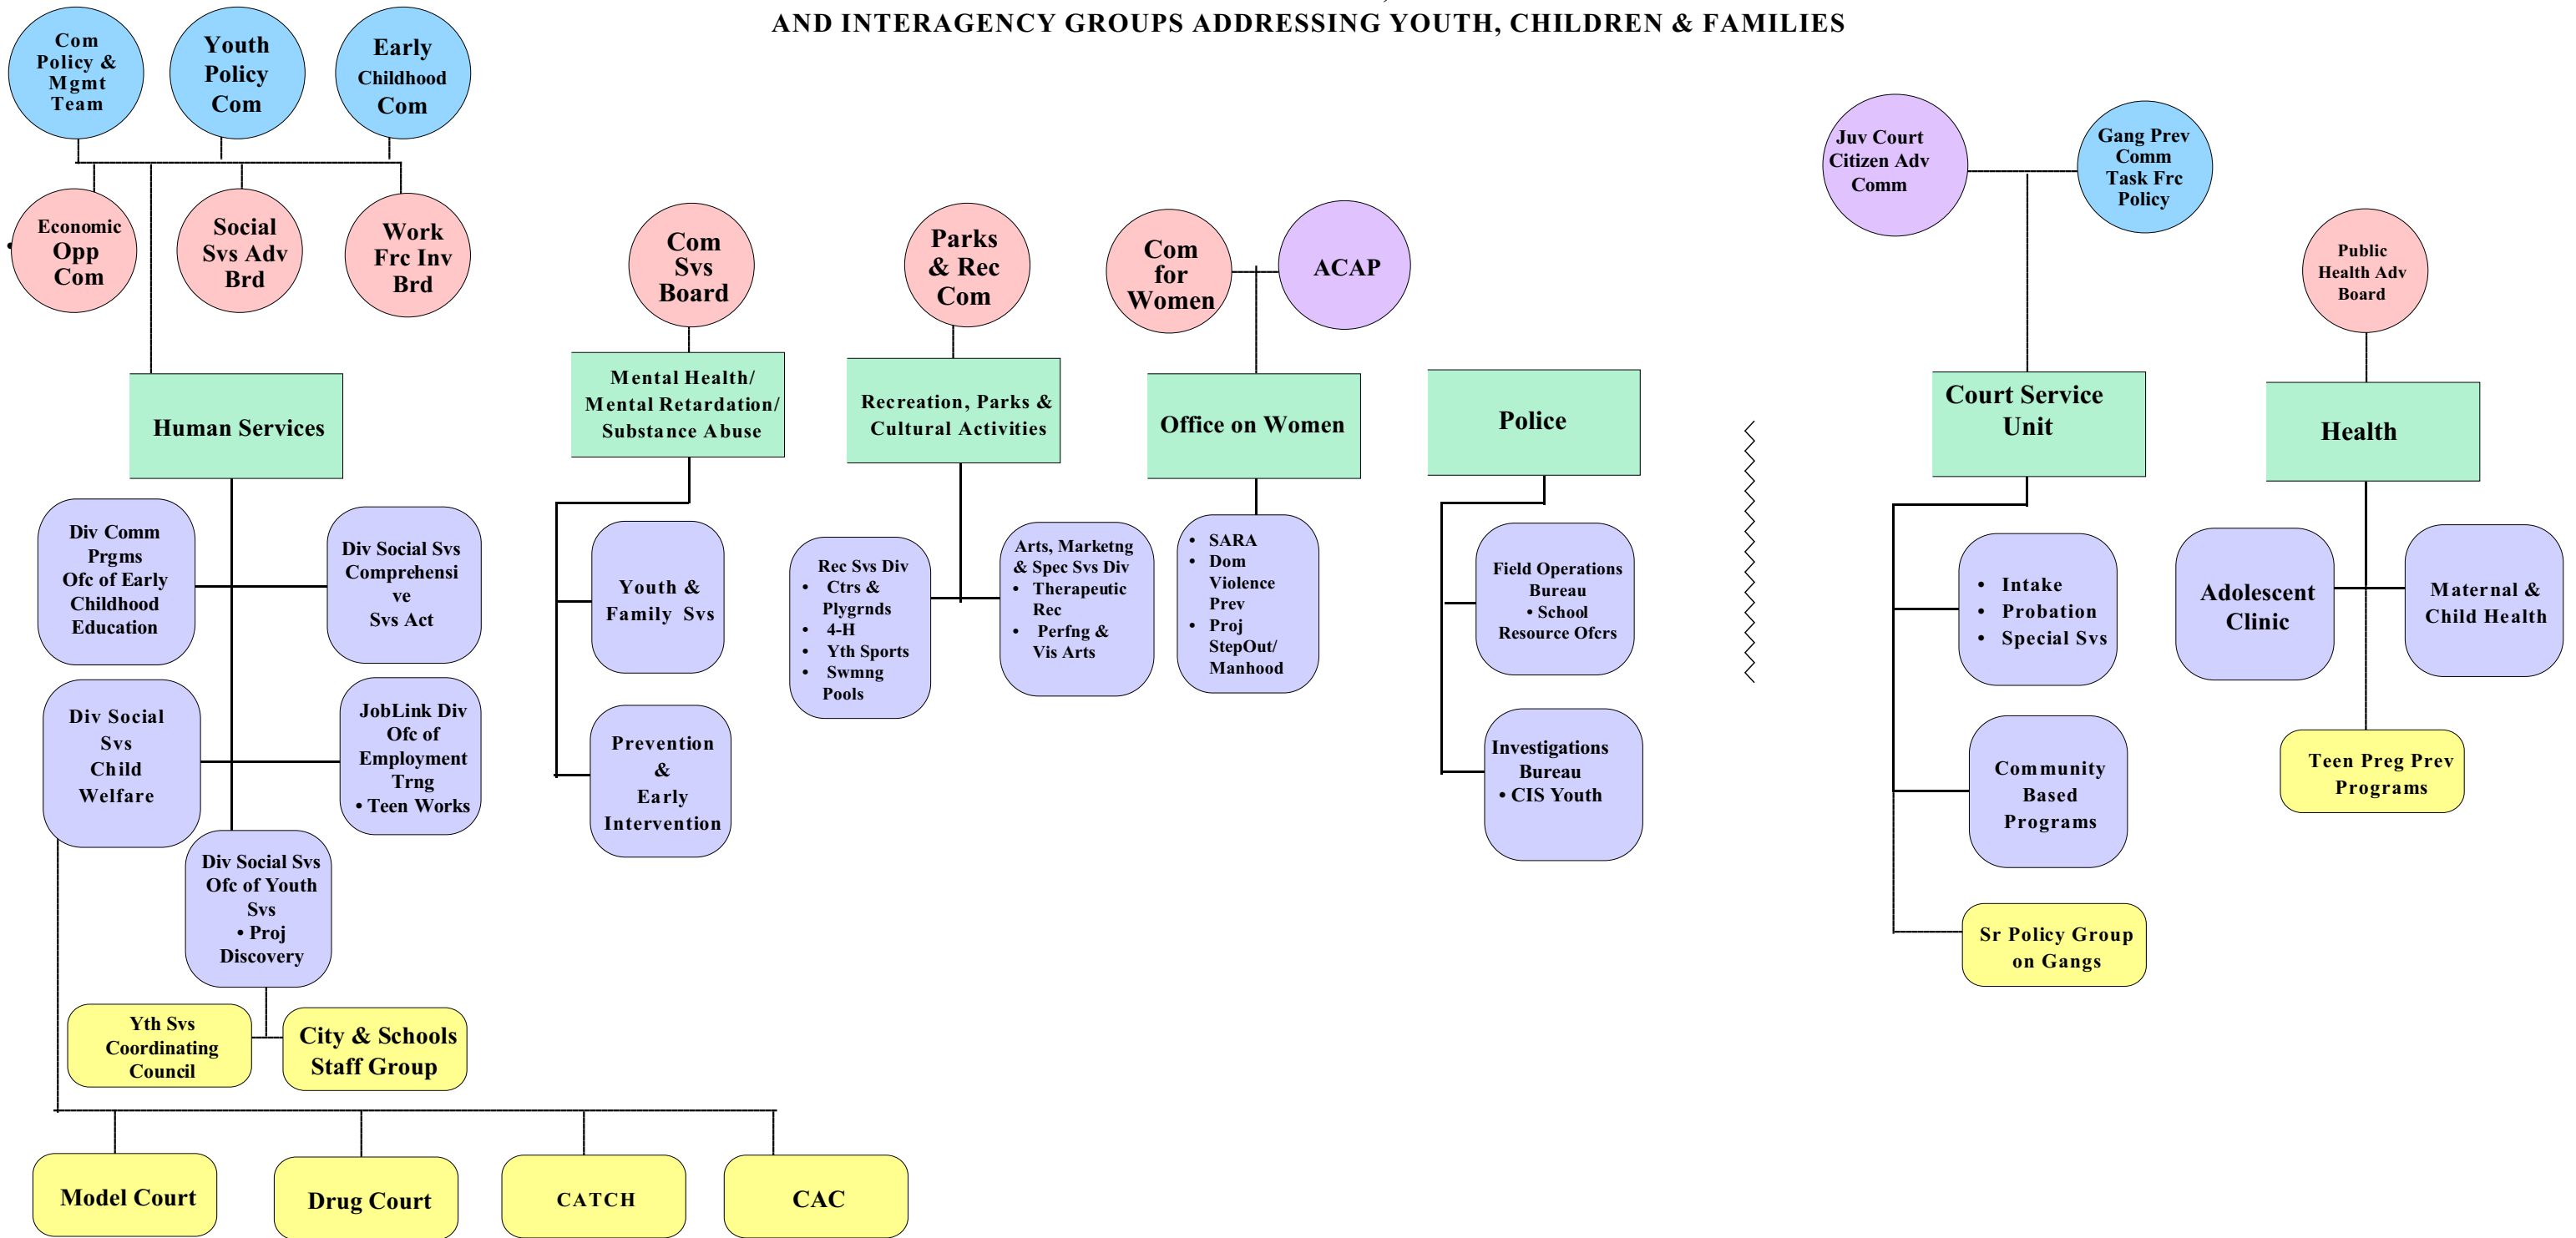 AND INTERAGENCY GROUPS ADDRESSING YOUTH, CHILDREN & FAMILIES
Com
Policy &
Mgmt
Team
Youth
Policy
Com
Early
Childhood
Com
Economic
Opp
Com
Social
Svs Adv
Brd
Work
Frc Inv
Brd
Com
Svs
Board
Parks
& Rec
Com
Com
for
Women
ACAP
Juv Court
Citizen Adv
Comm
Gang Prev
Comm
Task Frc
Policy
Public
Health Adv
Board
Human Services
Mental Health/
Mental Retardation/
Substance Abuse
Recreation, Parks &
Cultural Activities
Office on Women
Police
Court Service
Unit
Health
Div Comm
Prgms
Ofc of Early
Childhood
Education
Div Social Svs
Comprehensi
ve
Svs Act
Div Social
Svs
Child
Welfare
JobLink Div
Ofc of
Employment
Trng
• Teen Works
Div Social Svs
Ofc of Youth
Svs
• Proj
Discovery
Yth Svs
Coordinating
Council
City & Schools
Staff Group
Model Court
Drug Court
CATCH
CAC
Youth &
Family Svs
Prevention
&
Early
Intervention
Rec Svs Div
• Ctrs &
Plygrnds
• 4-H
• Yth Sports
• Swmng
Pools
Arts, Marketng
& Spec Svs Div
• Therapeutic
Rec
• Perfng &
Vis Arts
• SARA
• Dom
Violence
Prev
• Proj
StepOut/
Manhood
Field Operations
Bureau
• School
Resource Ofcrs
Investigations
Bureau
• CIS Youth
• Intake
• Probation
• Special Svs
Community
Based
Programs
Sr Policy Group
on Gangs
Adolescent
Clinic
Maternal &
Child Health
Teen Preg Prev
Programs